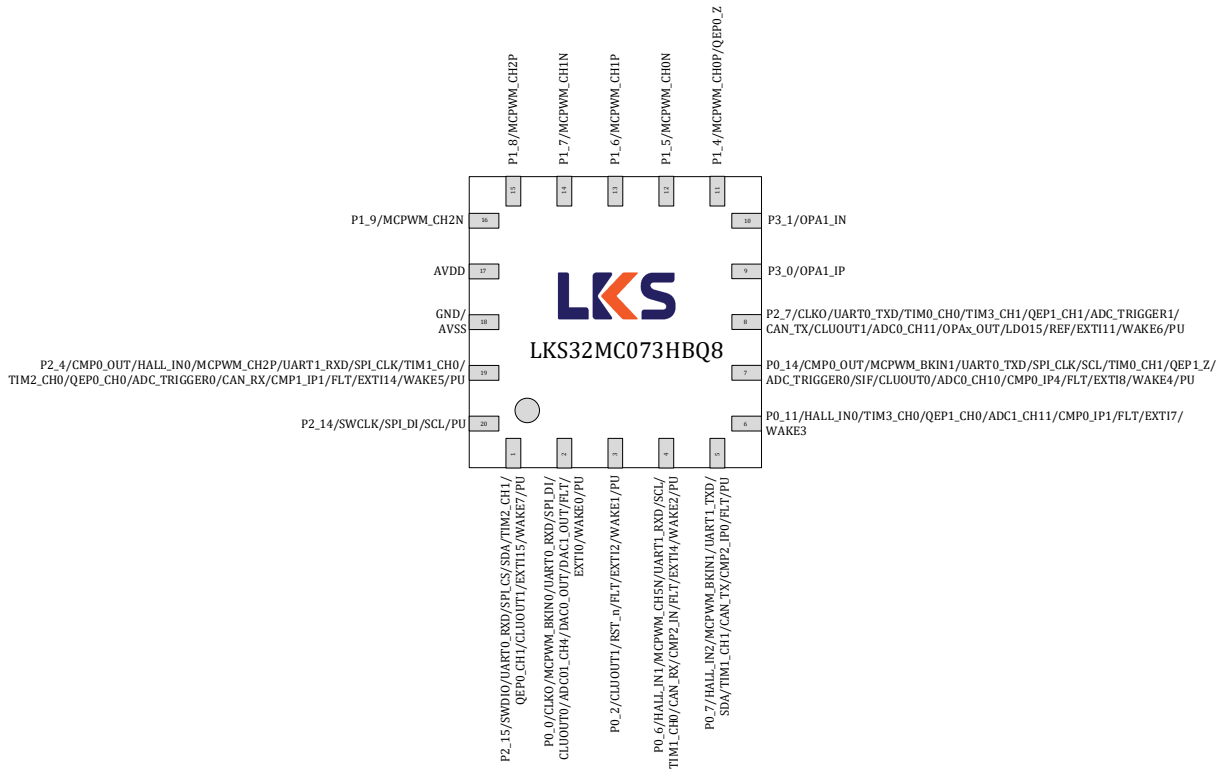 P1_8/MCPWM_CH2P
P1_7/MCPWM_CH1N
P1_6/MCPWM_CH1P
P1_5/MCPWM_CH0N
P1_4/MCPWM_CH0P/QEP0_Z
15
14
13
12
11
P1_9/MCPWM_CH2N
16
10
P3_1/OPA1_IN
AVDD
17
9
P3_0/OPA1_IP
GND/
AVSS
18
8
P2_7/CLKO/UART0_TXD/TIM0_CH0/TIM3_CH1/QEP1_CH1/ADC_TRIGGER1/
CAN_TX/CLUOUT1/ADC0_CH11/OPAx_OUT/LDO15/REF/EXTI11/WAKE6/PU
LKS
LKS32MC073HBQ8
P2_4/CMP0_OUT/HALL_IN0/MCPWM_CH2P/UART1_RXD/SPI_CLK/TIM1_CH0/
TIM2_CH0/QEP0_CH0/ADC_TRIGGER0/CAN_RX/CMP1_IP1/FLT/EXTI14/WAKE5/PU
19
7
P0_14/CMP0_OUT/MCPWM_BKIN1/UART0_TXD/SPI_CLK/SCL/TIM0_CH1/QEP1_Z/
ADC_TRIGGER0/SIF/CLUOUT0/ADC0_CH10/CMP0_IP4/FLT/EXTI8/WAKE4/PU
P2_14/SWCLK/SPI_DI/SCL/PU
20
6
P0_11/HALL_IN0/TIM3_CH0/QEP1_CH0/ADC1_CH11/CMP0_IP1/FLT/EXTI7/
WAKE3
1
2
3
4
5
P2_15/SWDIO/UART0_RXD/SPI_CS/SDA/TIM2_CH1/
QEP0_CH1/CLUOUT1/EXTI15/WAKE7/PU
P0_0/CLKO/MCPWM_BKIN0/UART0_RXD/SPI_DI/
CLUOUT0/ADC01_CH4/DAC0_OUT/DAC1_OUT/FLT/
EXTI0/WAKE0/PU
P0_2/CLUOUT1/RST_n/FLT/EXTI2/WAKE1/PU
P0_6/HALL_IN1/MCPWM_CH5N/UART1_RXD/SCL/
TIM1_CH0/CAN_RX/CMP2_IN/FLT/EXTI4/WAKE2/PU
P0_7/HALL_IN2/MCPWM_BKIN1/UART1_TXD/
SDA/TIM1_CH1/CAN_TX/CMP2_IP0/FLT/PU